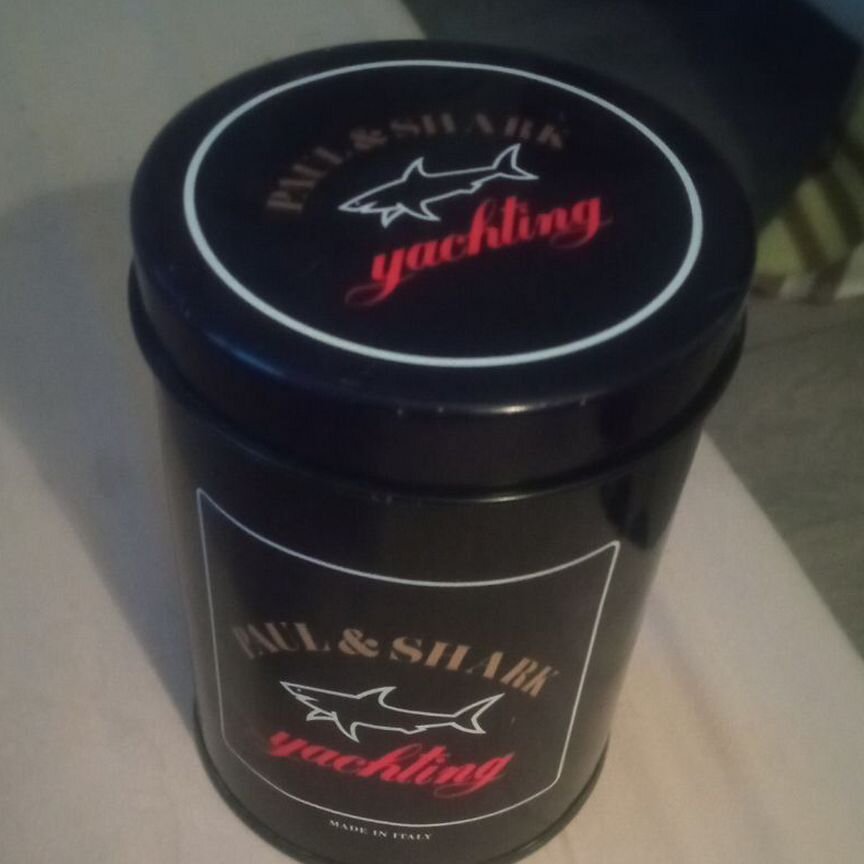 PAUL & SHARK
yachting
PAUL & SHARK
yachting
MADE IN ITALY